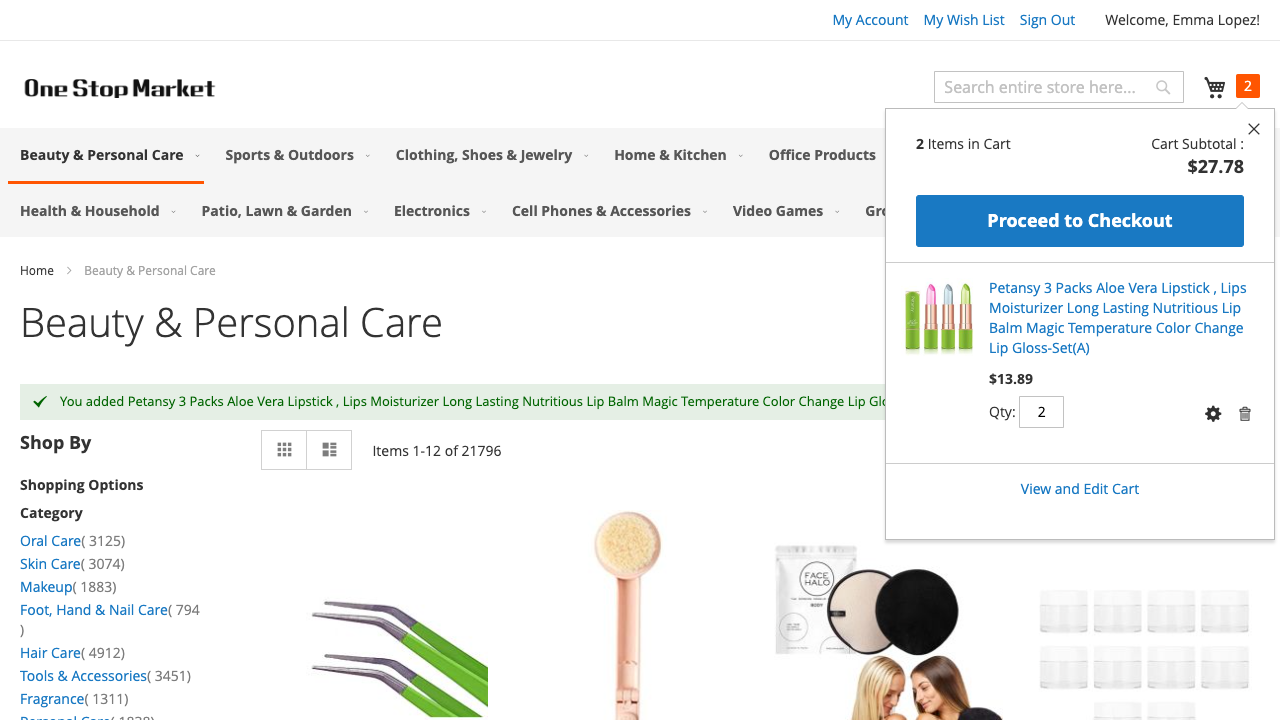 My Account My Wish List Sign Out Welcome, Emma Lopez!
One Stop Market
Search entire store here...
2
Beauty & Personal Care Sports & Outdoors Clothing, Shoes & Jewelry Home & Kitchen Office Products
Health & Household Patio, Lawn & Garden Electronics Cell Phones & Accessories Video Games
2 Items in Cart
Cart Subtotal :
$27.78
Proceed to Checkout
Petansy 3 Packs Aloe Vera Lipstick , Lips
Moisturizer Long Lasting Nutritious Lip
Balm Magic Temperature Color Change
Lip Gloss-Set(A)
$13.89
Qty: 2
View and Edit Cart
Home Beauty & Personal Care
Beauty & Personal Care
You added Petansy 3 Packs Aloe Vera Lipstick , Lips Moisturizer Long Lasting Nutritious Lip Balm Magic Temperature Color Change Lip
Shop By
Items 1-12 of 21796
Shopping Options
Category
Oral Care( 3125)
Skin Care( 3074)
Makeup( 1883)
Foot, Hand & Nail Care( 794
)
Hair Care( 4912)
Tools & Accessories( 3451)
Fragrance( 1311)
Personal Care( 1838)
FACE
HALO
BODY